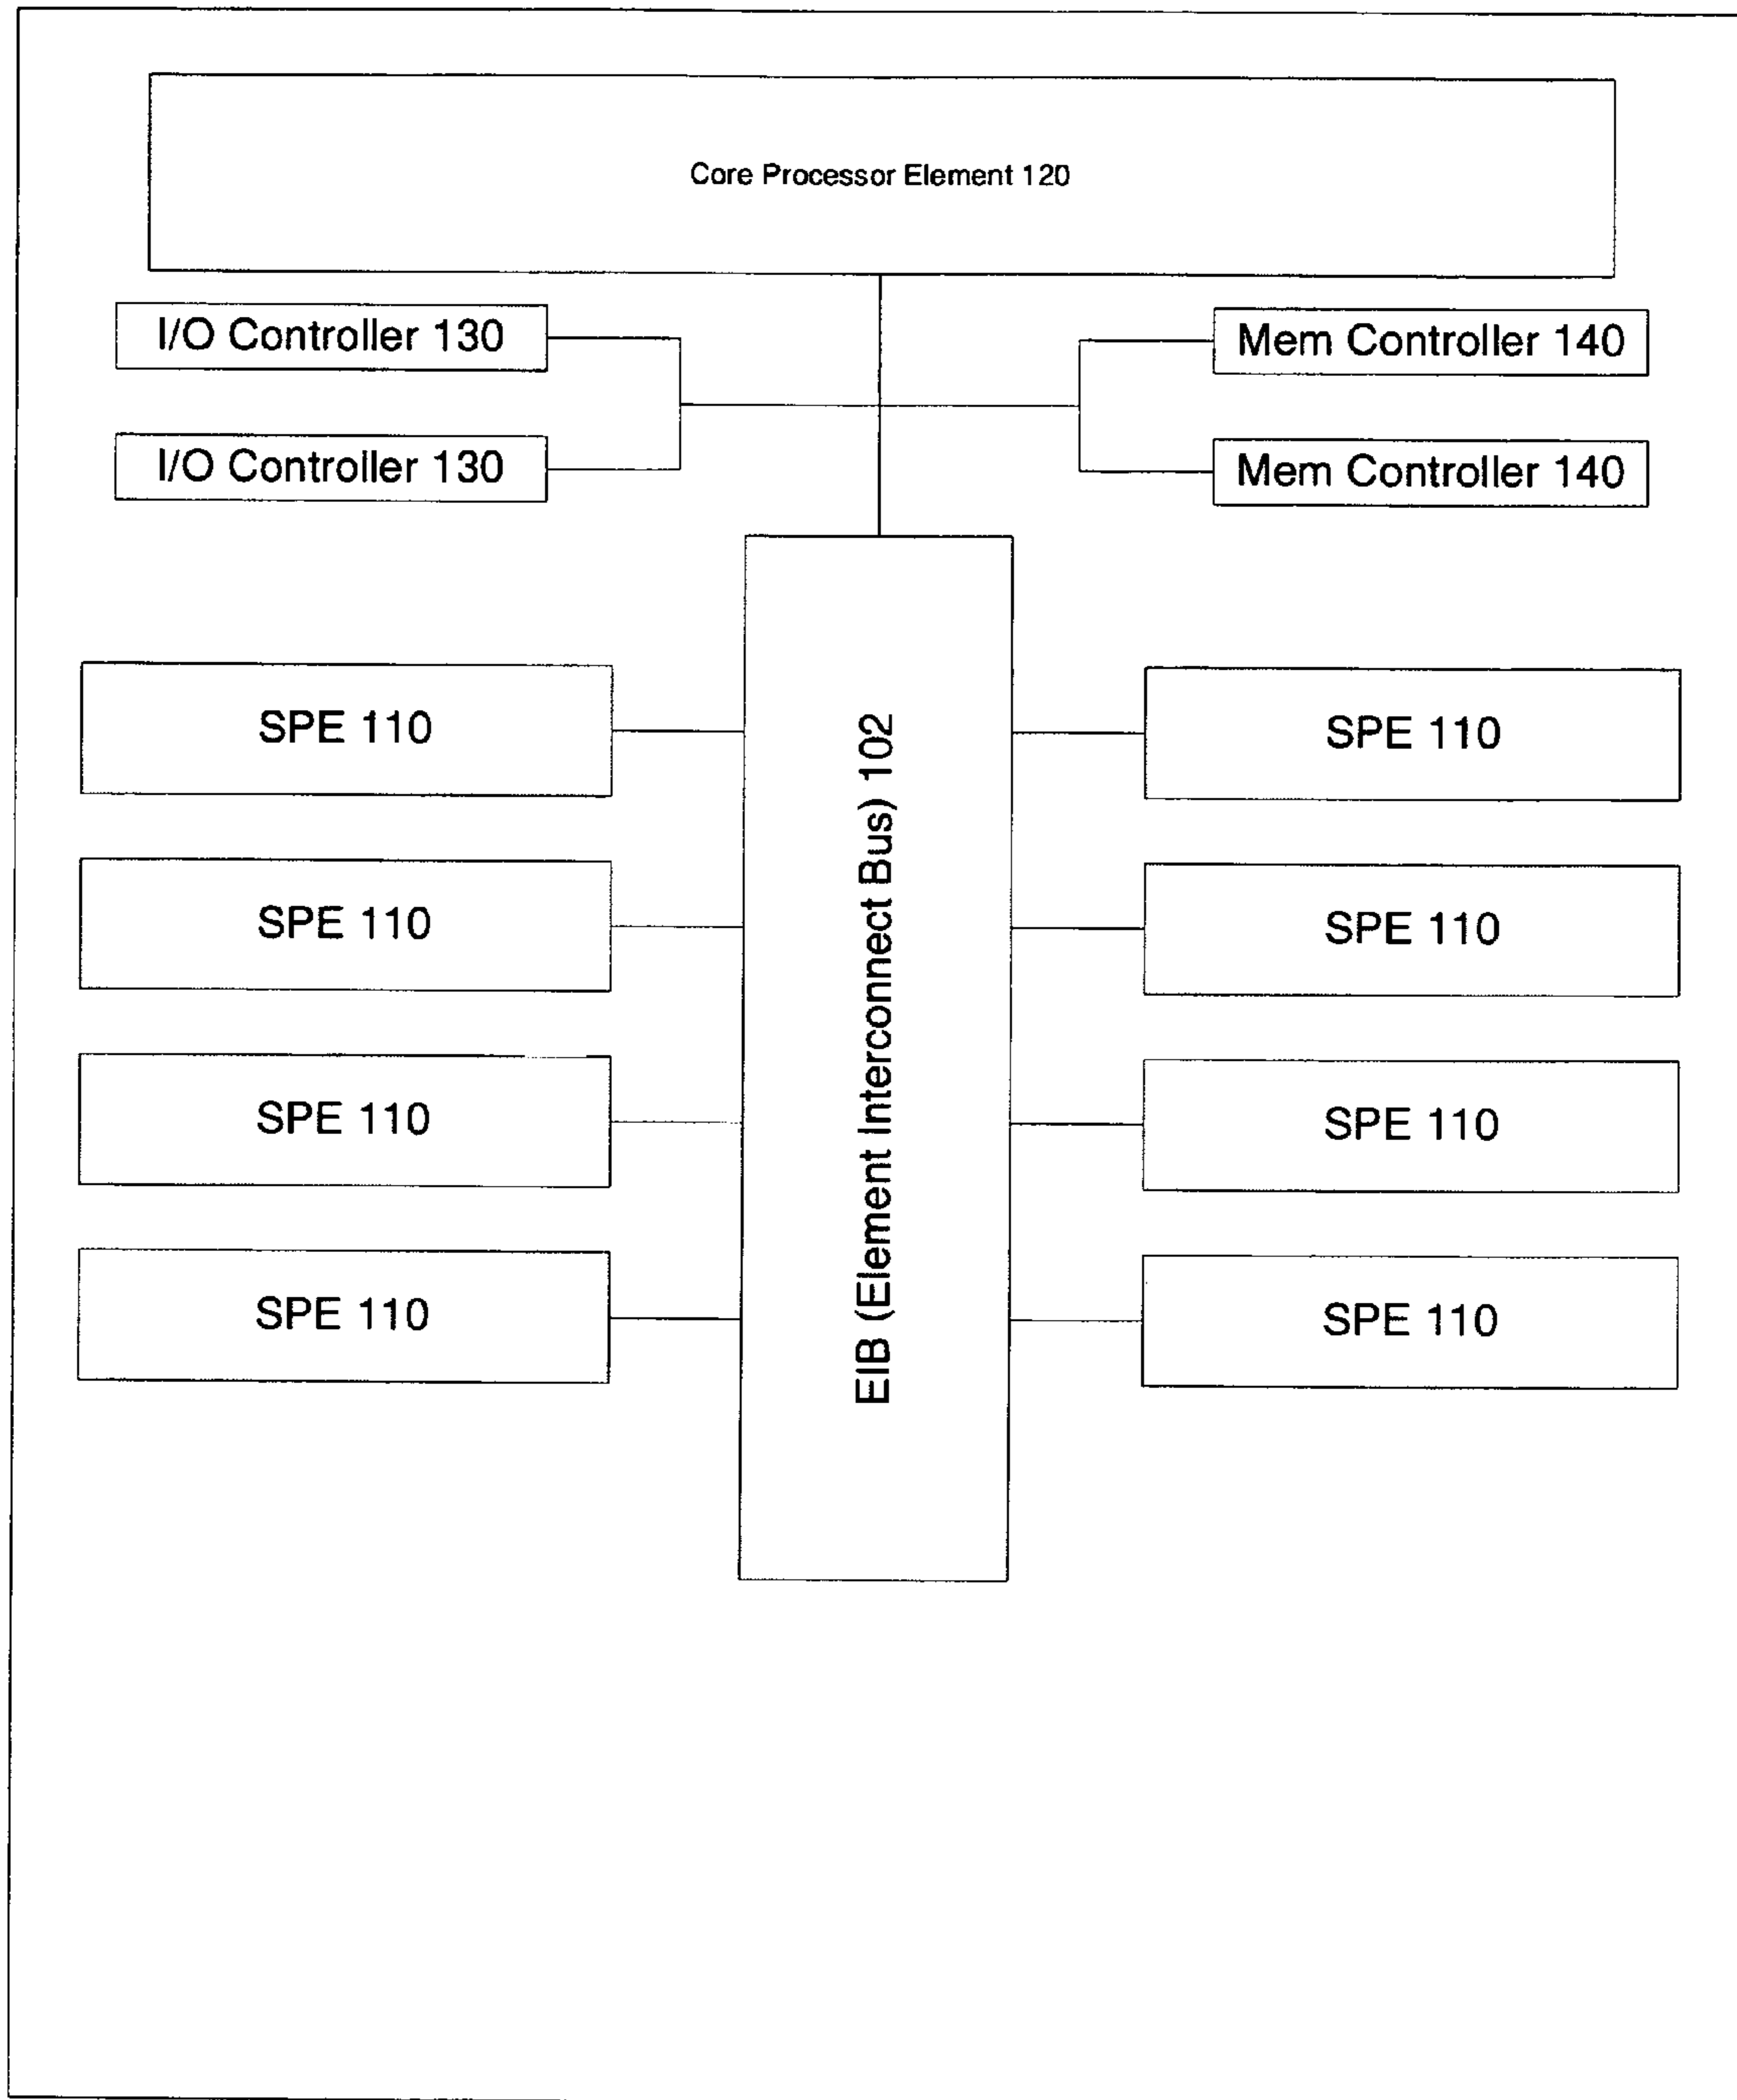 Core Processor Element 120
I/O Controller 130
Mem Controller 140
I/O Controller 130
Mem Controller 140
EIB (Element Interconnect Bus) 102
SPE 110
SPE 110
SPE 110
SPE 110
SPE 110
SPE 110
SPE 110
SPE 110